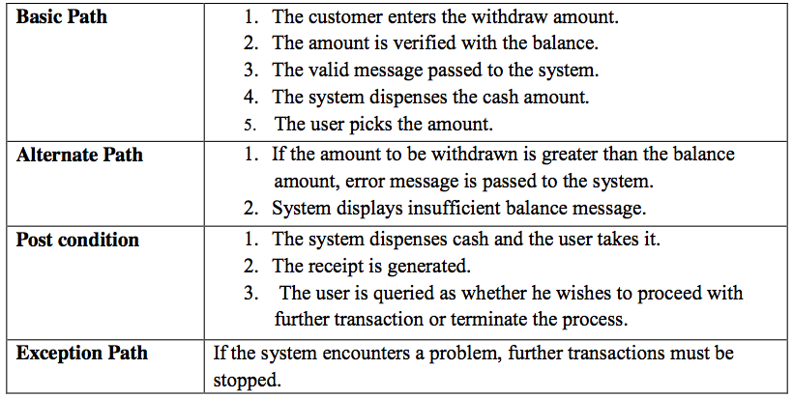 Basic Path
1. The customer enters the withdraw amount.
2. The amount is verified with the balance.
3. The valid message passed to the system.
4. The system dispenses the cash amount.
5. The user picks the amount.
Alternate Path
1. If the amount to be withdrawn is greater than the balance
amount, error message is passed to the system.
2. System displays insufficient balance message.
Post condition
1. The system dispenses cash and the user takes it.
2. The receipt is generated.
3. The user is queried as whether he wishes to proceed with
further transaction or terminate the process.
Exception Path
If the system encounters a problem, further transactions must be
stopped.